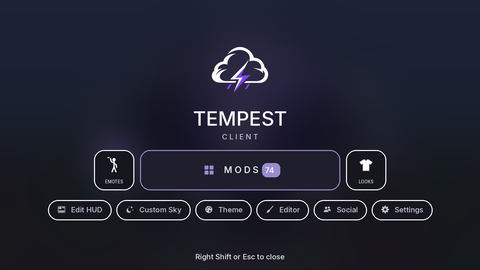 TEMPEST
CLIENT
EMOTES
MODS 74
LOOKS
Edit HUD
Custom Sky
Theme
Editor
Social
Settings
Right Shift or Esc to close